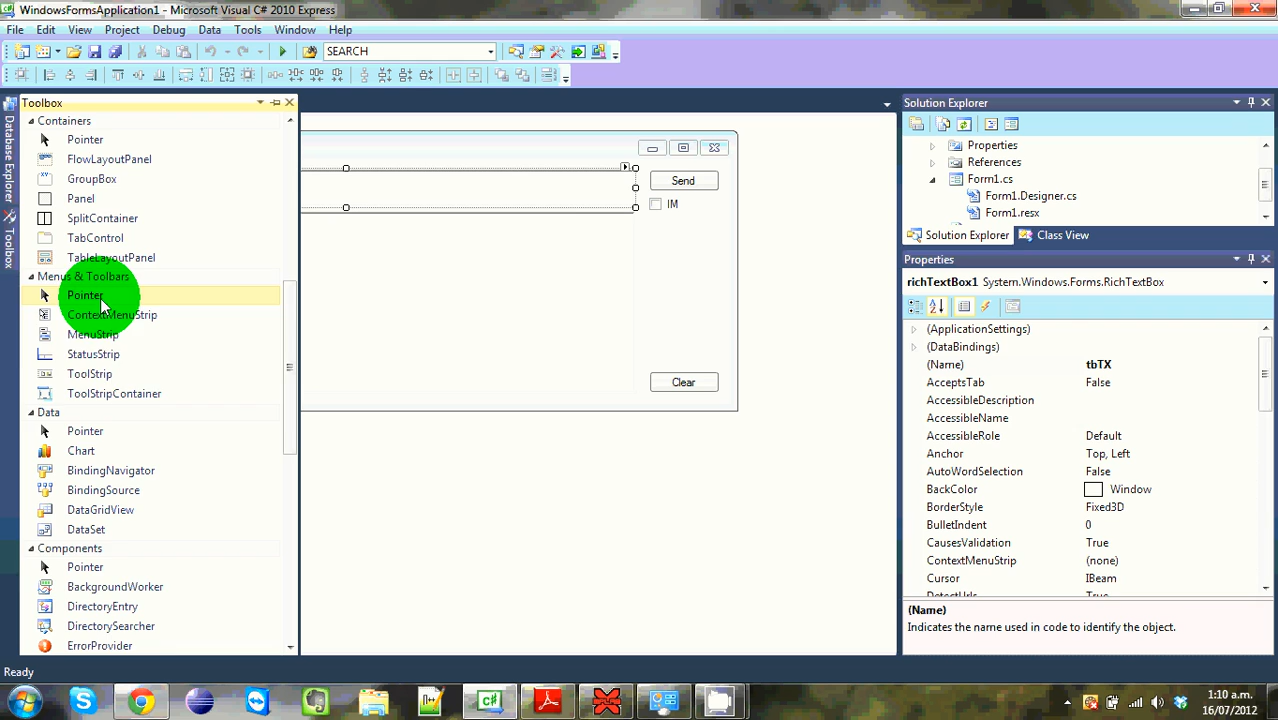 WindowsFormsApplication1 - Microsoft Visual C# 2010 Express
File Edit View Project Debug Data Tools Window Help
SEARCH
Database Explorer
Toolbox
Toolbox
Containers
Pointer
FlowLayoutPanel
GroupBox
Panel
SplitContainer
TabControl
TableLayoutPanel
Menus & Toolbars
Pointer
ContextMenuStrip
MenuStrip
StatusStrip
ToolStrip
ToolStripContainer
Data
Pointer
Chart
BindingNavigator
BindingSource
DataGridView
DataSet
Components
Pointer
BackgroundWorker
DirectoryEntry
DirectorySearcher
ErrorProvider
Send
IM
Clear
Solution Explorer
Properties
References
Form1.cs
Form1.Designer.cs
Form1.resx
Solution Explorer Class View
Properties
richTextBox1 System.Windows.Forms.RichTextBox
(ApplicationSettings)
(DataBindings)
(Name) tbTX
AcceptsTab False
AccessibleDescription
AccessibleName
AccessibleRole Default
Anchor Top, Left
AutoWordSelection False
BackColor Window
BorderStyle Fixed3D
BulletIndent 0
CausesValidation True
ContextMenuStrip (none)
Cursor IBeam
DetectUrls True
(Name)
Indicates the name used in code to identify the object.
Ready
1:10 a.m.
16/07/2012